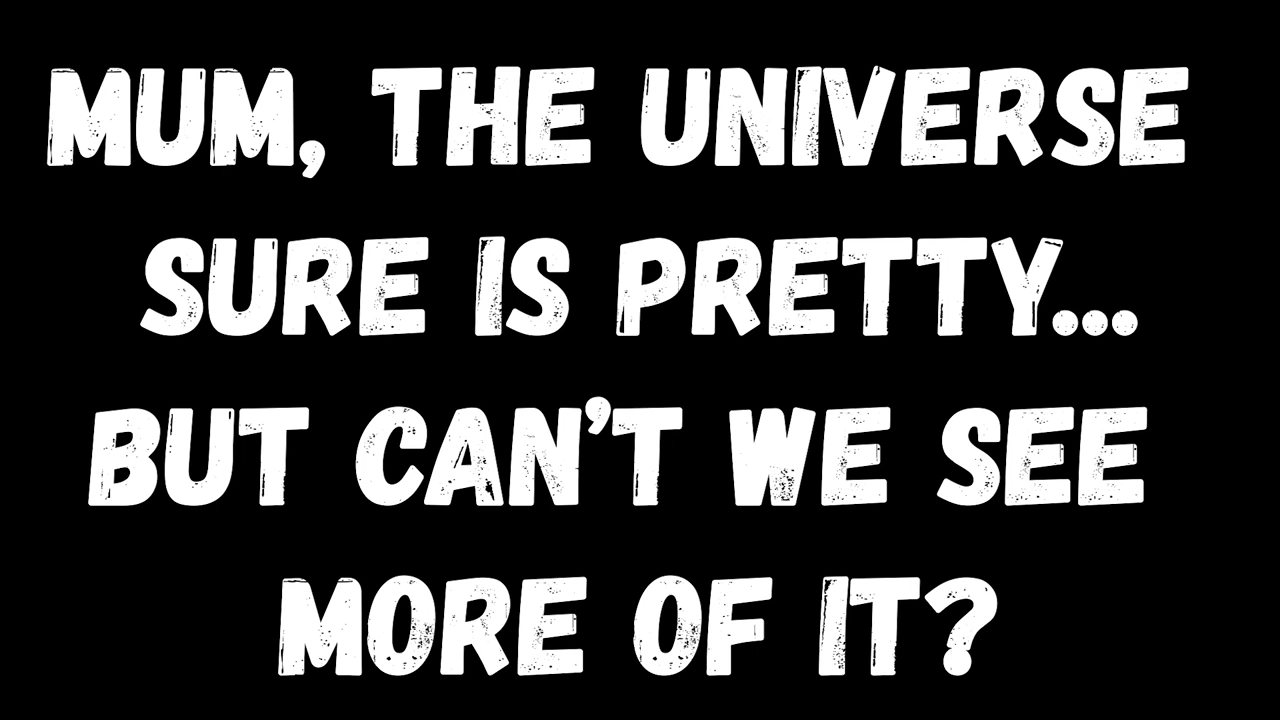 MUM, THE UNIVERSE
SURE IS PRETTY...
BUT CAN'T WE SEE
MORE OF IT?